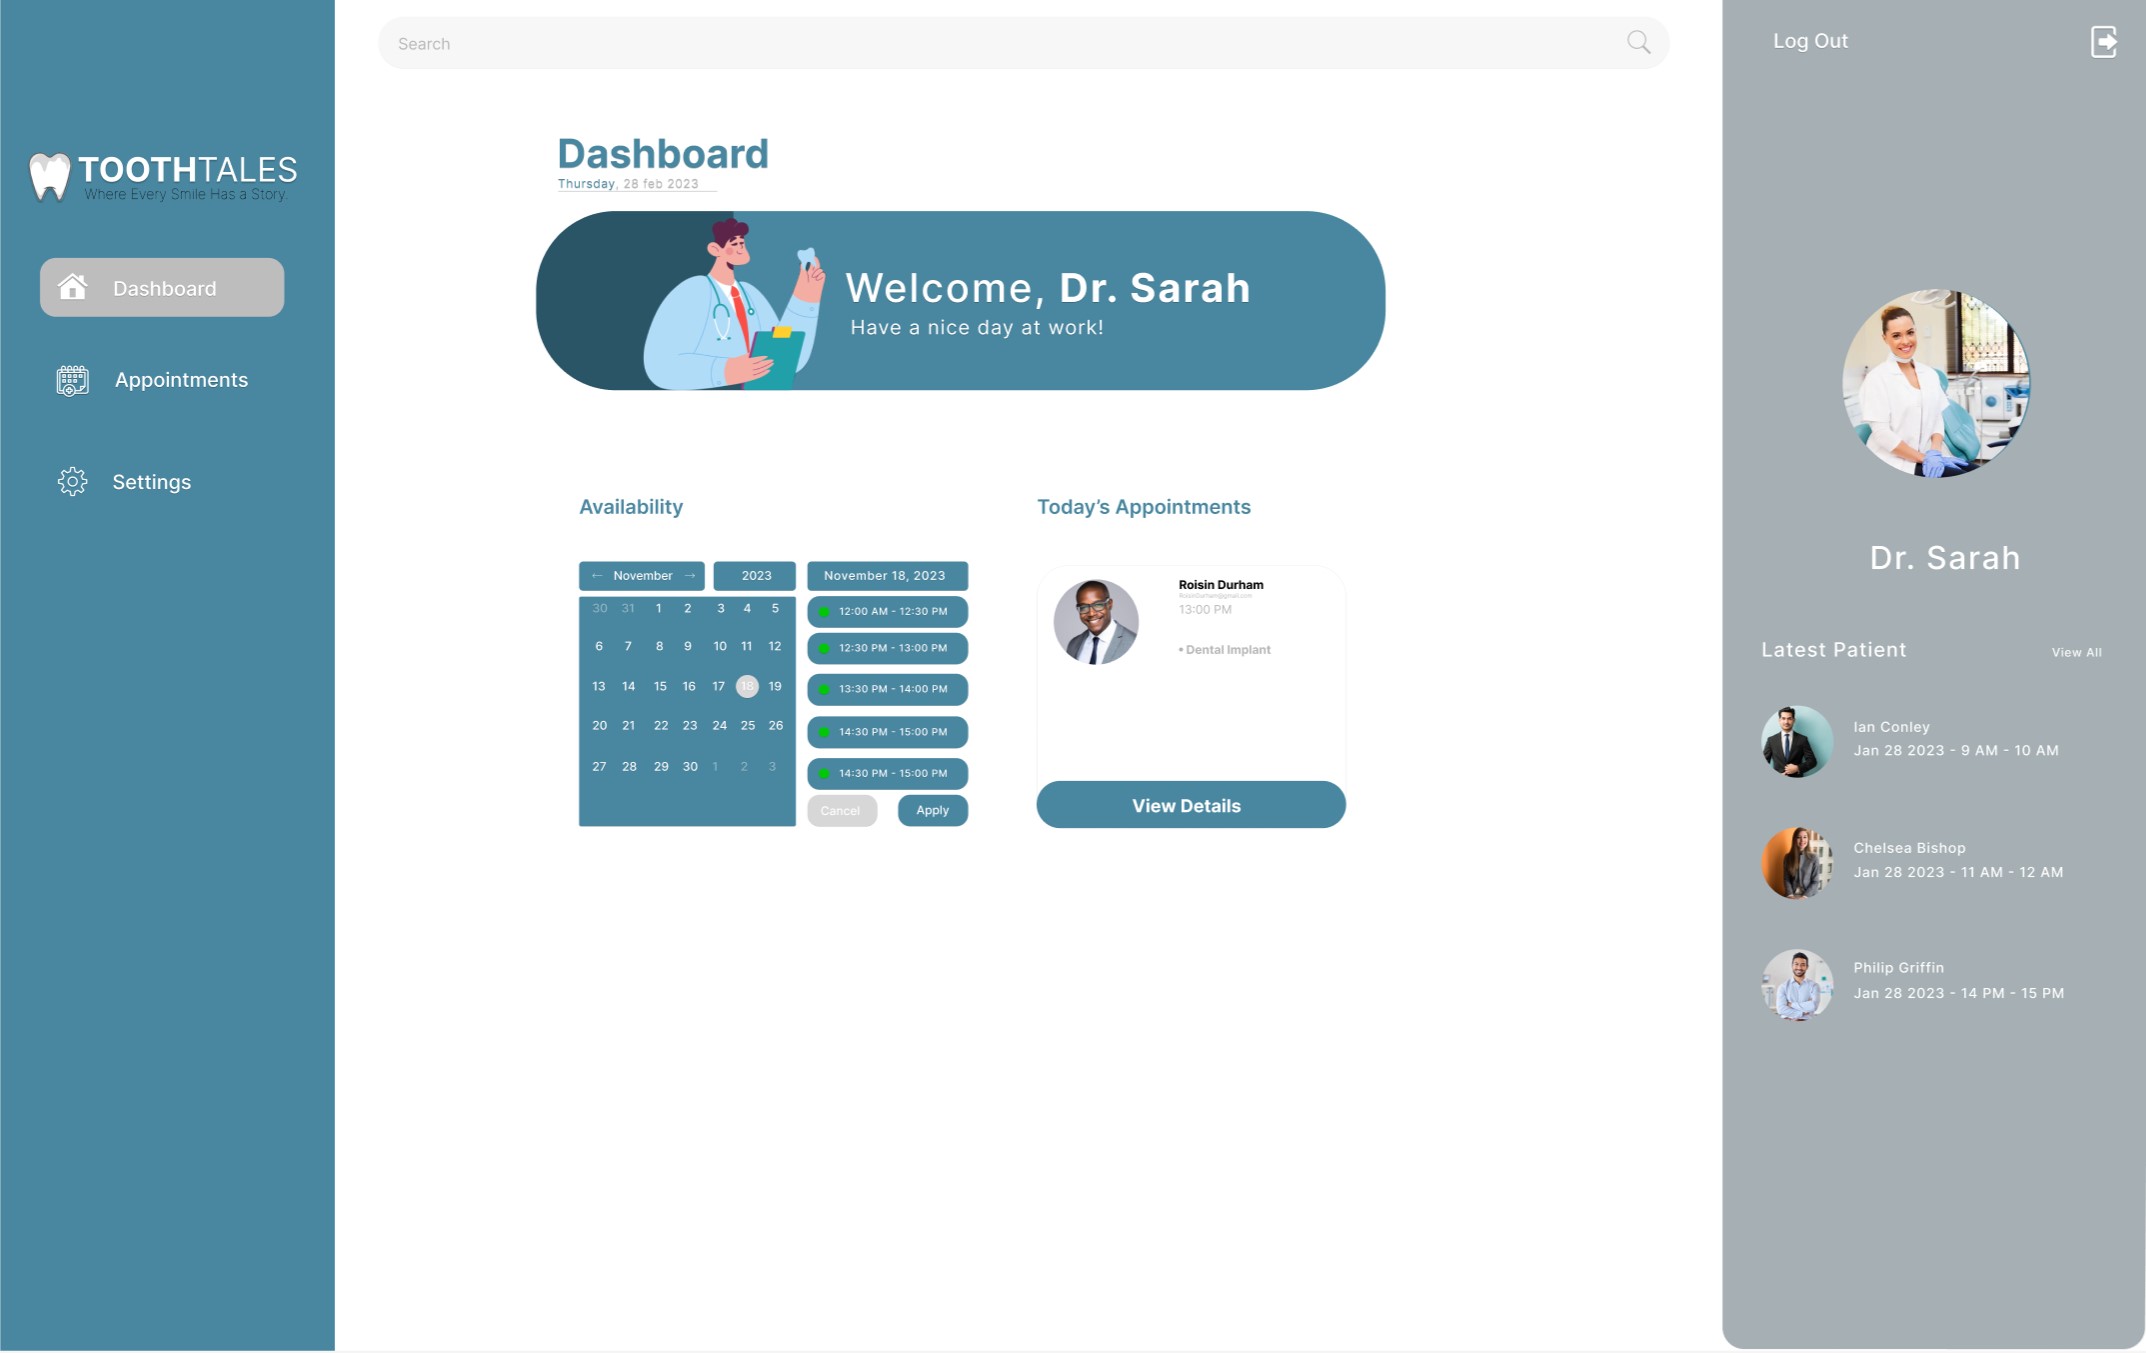 Search
Log Out
TOOTHTALES
Where Every Smile Has a Story.
Dashboard
Appointments
Settings
Dashboard
Thursday, 28 feb 2023
Welcome, Dr. Sarah
Have a nice day at work!
Availability
← November →
2023
30 31 1 2 3 4 5
6 7 8 9 10 11 12
13 14 15 16 17 18 19
20 21 22 23 24 25 26
27 28 29 30 1 2 3
November 18, 2023
12:00 AM - 12:30 PM
12:30 PM - 13:00 PM
13:30 PM - 14:00 PM
14:30 PM - 15:00 PM
14:30 PM - 15:00 PM
Cancel
Apply
Today’s Appointments
Roisin Durham
RoisinDurham@gmail.com
13:00 PM
• Dental Implant
View Details
Dr. Sarah
Latest Patient
View All
Ian Conley
Jan 28 2023 - 9 AM - 10 AM
Chelsea Bishop
Jan 28 2023 - 11 AM - 12 AM
Philip Griffin
Jan 28 2023 - 14 PM - 15 PM